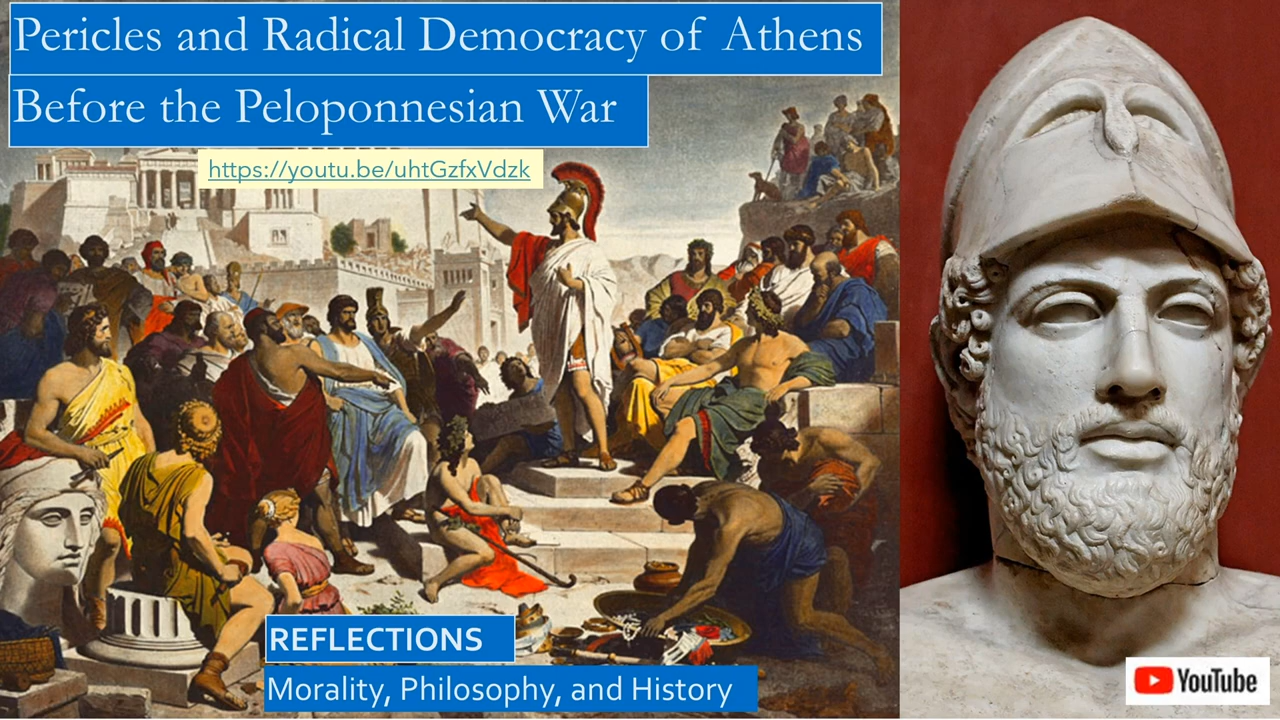 Pericles and Radical Democracy of Athens
Before the Peloponnesian War
https://youtu.be/uhtGzfxVdzk
REFLECTIONS
Morality, Philosophy, and History
YouTube